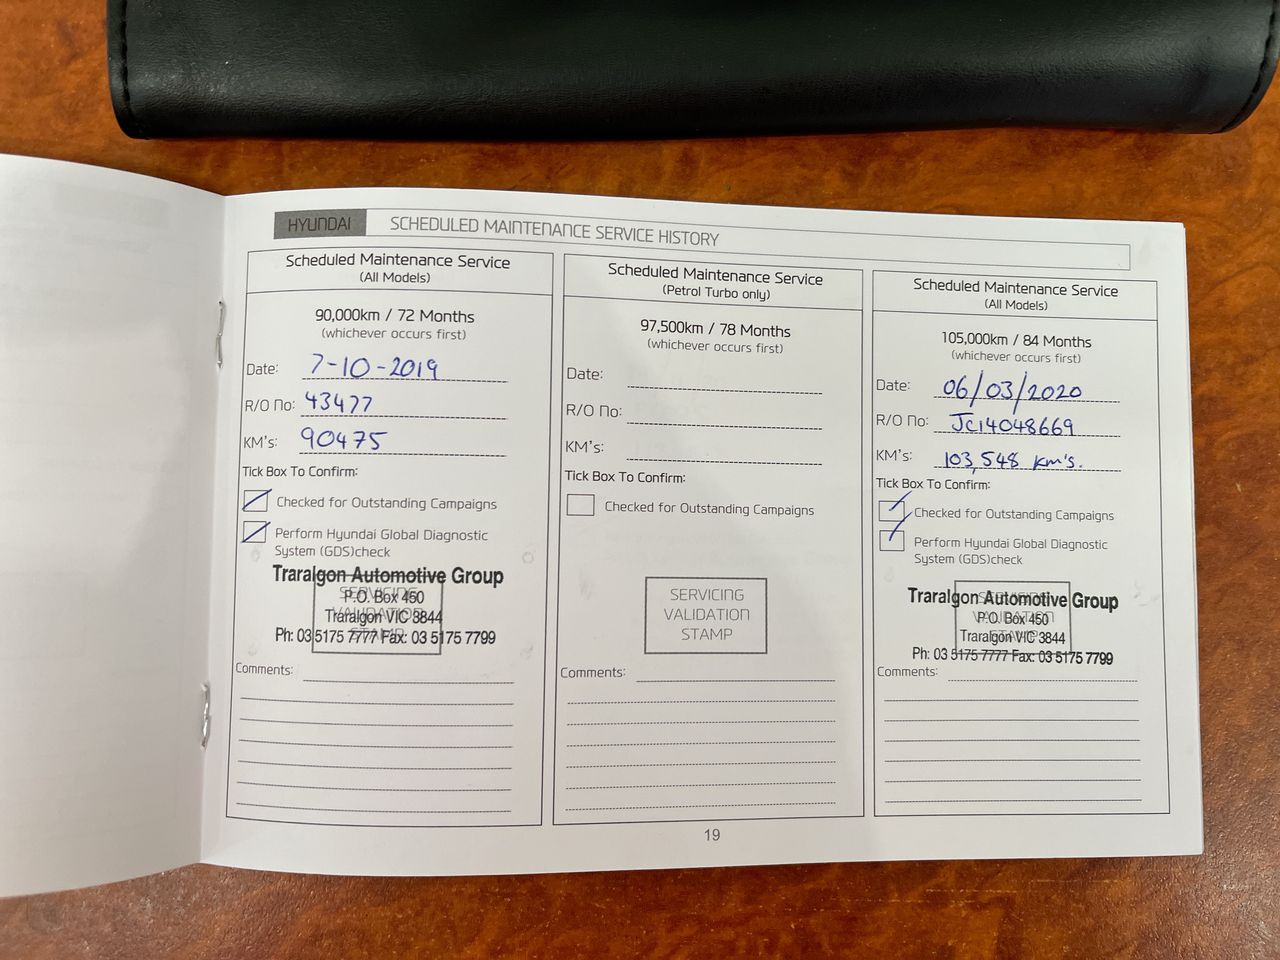 HYUNDAI SCHEDULED MAINTENANCE SERVICE HISTORY
Scheduled Maintenance Service
(All Models)
90,000km / 72 Months
(whichever occurs first)
Date: 7-10-2019
R/O No: 43477
KM's: 90475
Tick Box To Confirm:
Checked for Outstanding Campaigns
Perform Hyundai Global Diagnostic
System (GDS)check
SERVICING
VALIDATION
STAMP
Traralgon Automotive Group
P.O. Box 450
Traralgon VIC 3844
Ph: 03 5175 7777 Fax: 03 5175 7799
Comments:
Scheduled Maintenance Service
(Petrol Turbo only)
97,500km / 78 Months
(whichever occurs first)
Date:
R/O No:
KM's:
Tick Box To Confirm:
Checked for Outstanding Campaigns
SERVICING
VALIDATION
STAMP
Comments:
Scheduled Maintenance Service
(All Models)
105,000km / 84 Months
(whichever occurs first)
Date: 06/03/2020
R/O No: JC14048669
KM's: 103,548 km's.
Tick Box To Confirm:
Checked for Outstanding Campaigns
Perform Hyundai Global Diagnostic
System (GDS)check
SERVICING
VALIDATION
STAMP
Traralgon Automotive Group
P.O. Box 450
Traralgon VIC 3844
Ph: 03 5175 7777 Fax: 03 5175 7799
Comments:
19